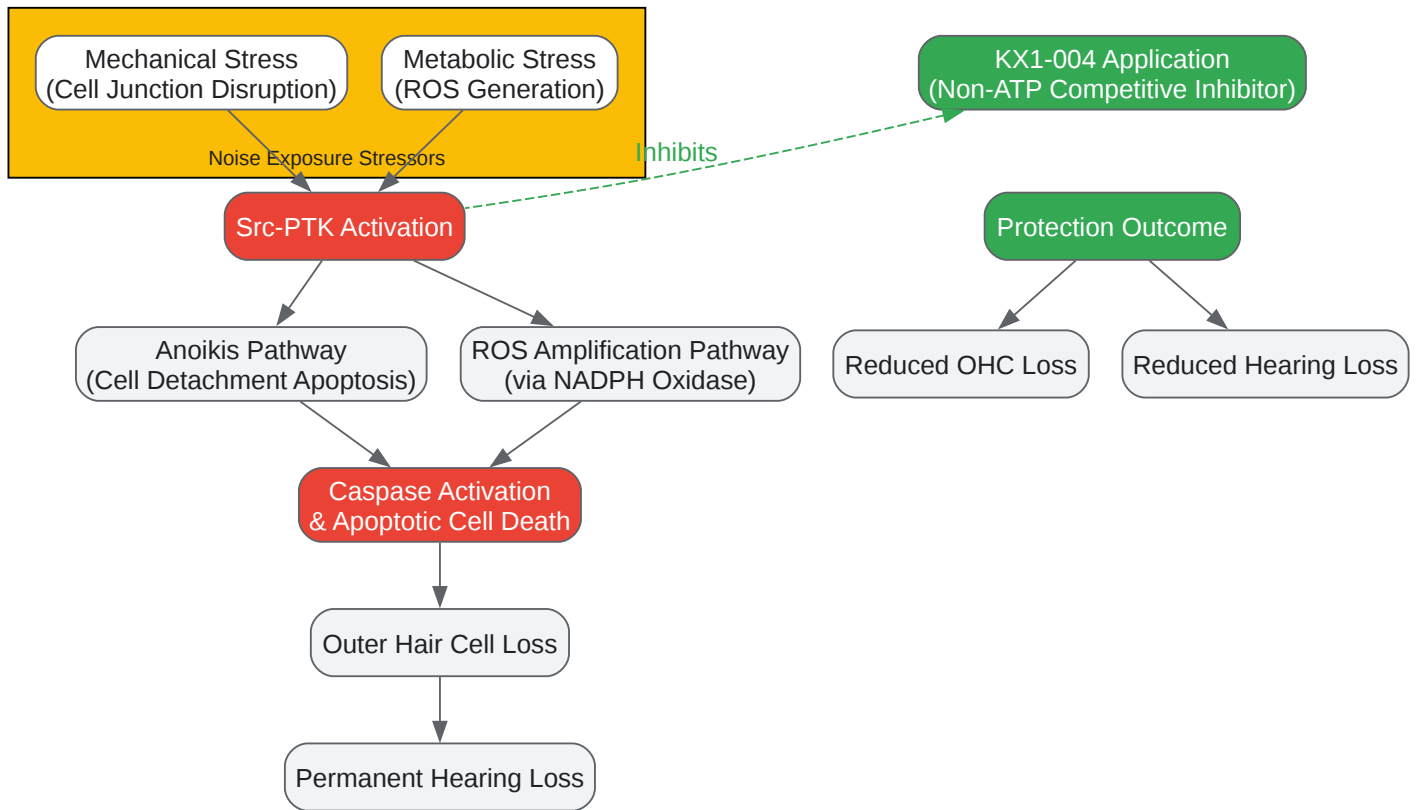 Mechanical Stress
(Cell Junction Disruption)
Metabolic Stress
(ROS Generation)
KX1-004 Application
(Non-ATP Competitive Inhibitor)
Noise Exposure Stressors
Inhibits
Src-PTK Activation
Protection Outcome
Anoikis Pathway
(Cell Detachment Apoptosis)
ROS Amplification Pathway
(via NADPH Oxidase)
Reduced OHC Loss
Reduced Hearing Loss
Caspase Activation
& Apoptotic Cell Death
Outer Hair Cell Loss
Permanent Hearing Loss